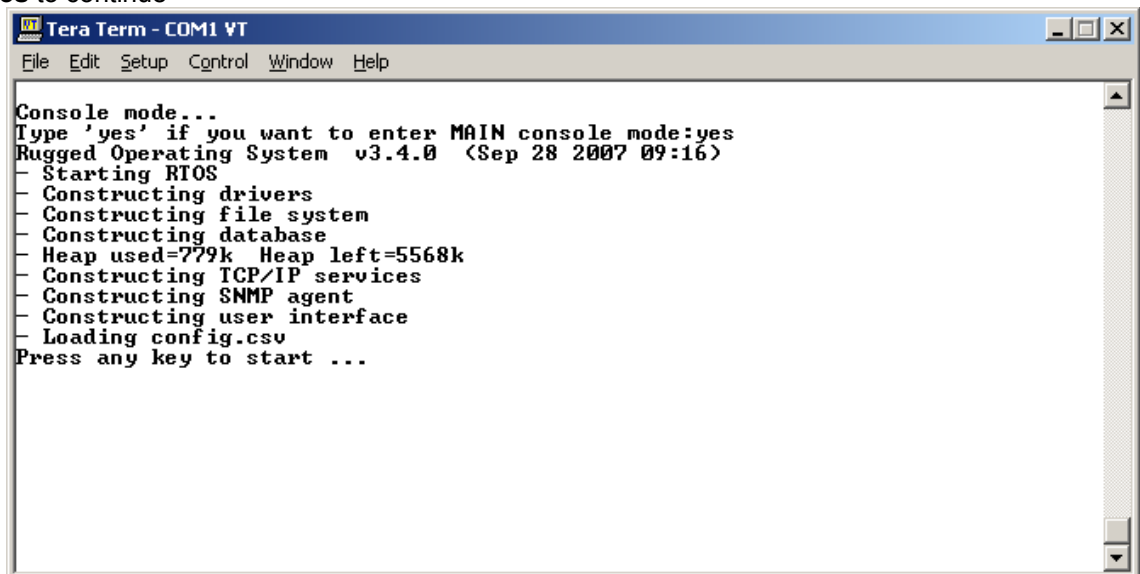 to continue
Tera Term - COM1 VT
File Edit Setup Control Window Help
Console mode...
Type 'yes' if you want to enter MAIN console mode:yes
Rugged Operating System v3.4.0 (Sep 28 2007 09:16)
- Starting RTOS
- Constructing drivers
- Constructing file system
- Constructing database
- Heap used=779k Heap left=5568k
- Constructing TCP/IP services
- Constructing SNMP agent
- Constructing user interface
- Loading config.csv
Press any key to start ...